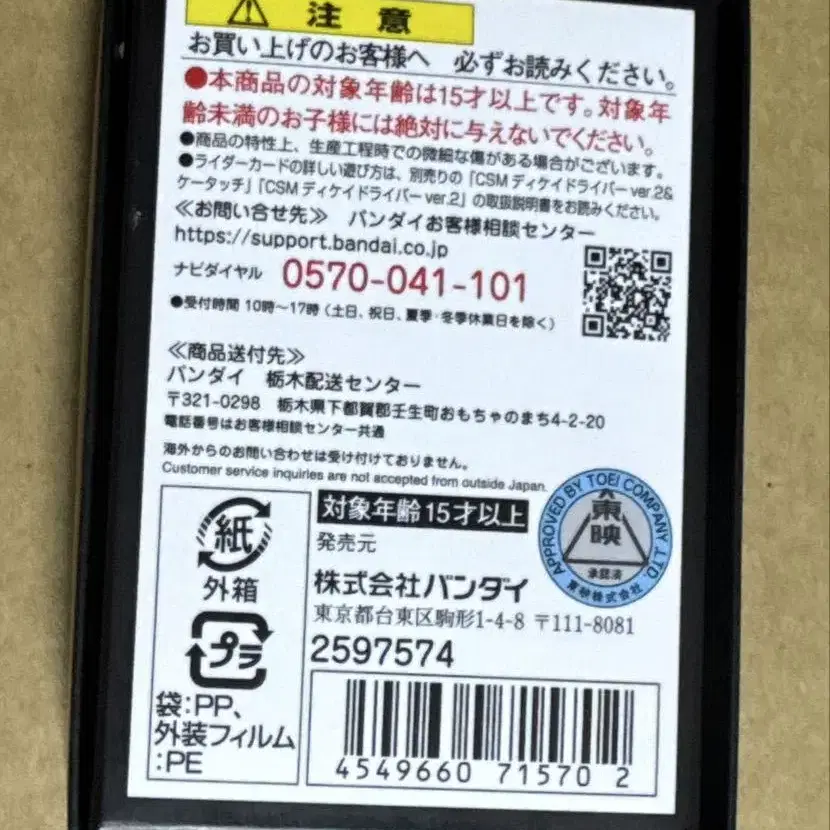 注意
お買い上げのお客様へ 必ずお読みください。
●本商品の対象年齢は15才以上です。対象年
齢未満のお子様には絶対に与えないでください。
●商品の特性上、生産工程時での微細な傷がある場合がございます。
●ライダーカードの詳しい遊び方は、別売りの「CSM ディケイドライバー ver.2&
ケータッチ」「CSM ディケイドライバー ver.2」の取扱説明書をお読みください。
≪お問い合せ先≫ バンダイお客様相談センター
https://support.bandai.co.jp
ナビダイヤル 0570-041-101
●受付時間 10時〜17時(土日、祝日、夏季・冬季休業日を除く)
≪商品送付先≫
バンダイ 栃木配送センター
〒321-0298 栃木県下都賀郡壬生町おもちゃのまち4-2-20
電話番号はお客様相談センター共通
海外からのお問い合わせは受け付けておりません。
Customer service inquiries are not accepted from outside Japan.
紙
外箱
プラ
袋:PP、
外装フィルム
:PE
対象年齢15才以上
発売元
株式会社バンダイ
東京都台東区駒形1-4-8 〒111-8081
2597574
4549660 715702
APPROVED BY TOEI COMPANY, LTD.
東映
承認済
東映株式会社